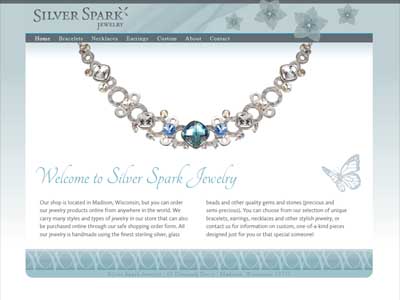 SILVER SPARK
JEWELRY
Home Bracelets Necklaces Earrings Custom About Contact
Welcome to Silver Spark Jewelry
Our shop is located in Madison, Wisconsin, but you can order
our jewelry products online from anywhere in the world. We
carry many styles and types of jewelry in our store that can also
be purchased online through our safe shopping order form. All
our jewelry is handmade using the finest sterling silver, glass
beads and other quality gems and stones (precious and
semi-precious). You can choose from our selection of unique
bracelets, earrings, necklaces and other stylish jewelry, or
contact us for information on custom, one-of-a-kind pieces
designed just for you or that special someone!
Silver Spark Jewelry | Madison, Wisconsin